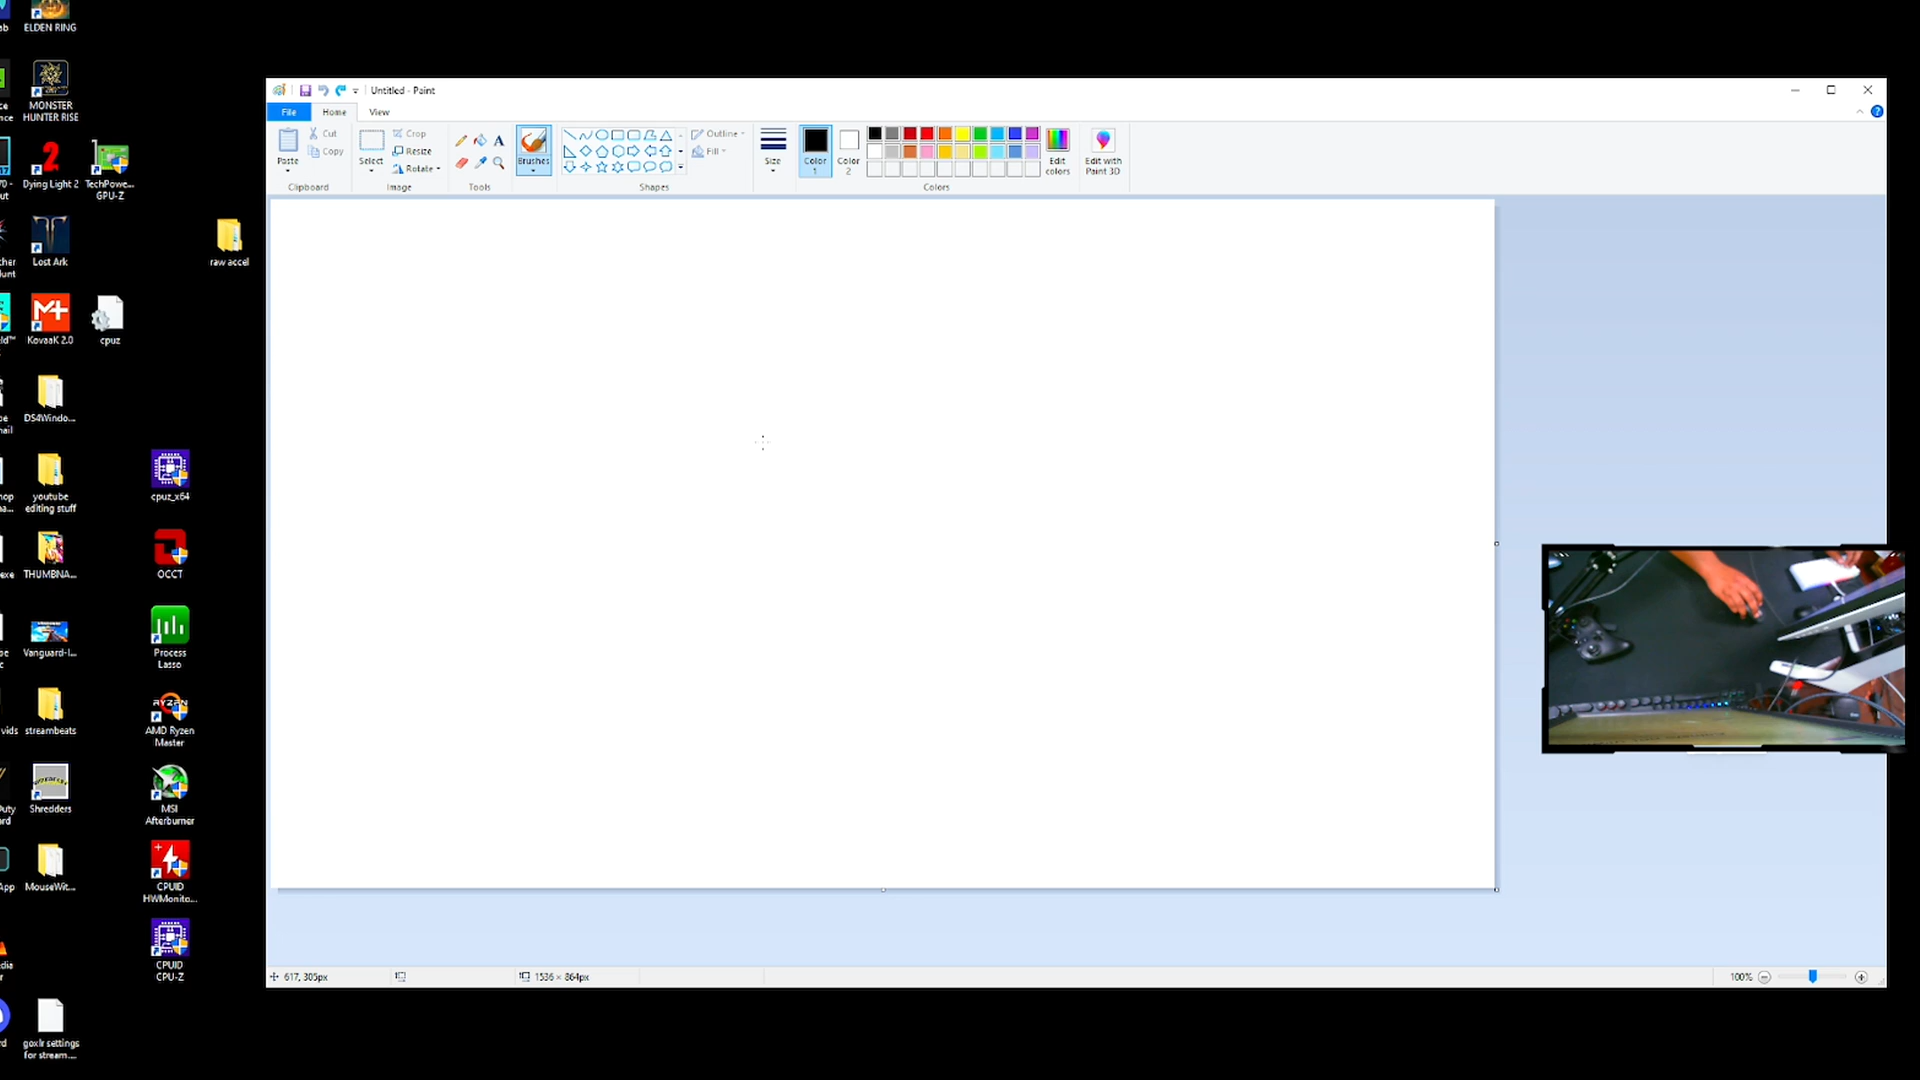 ELDEN RING
MONSTER
HUNTER RISE
Dying Light 2
TechPowe...
GPU-Z
Lost Ark
raw accel
KovaaK 2.0
cpuz
DS4Windo...
youtube
editing stuff
cpuz_x64
THUMBNA...
OCCT
Vanguard-I...
Process
Lasso
vids
streambeats
RYZEN
AMD Ryzen
Master
Shredders
MSI
Afterburner
App
MouseWit...
CPUID
HWMonito...
CPUID
CPU-Z
goxlr settings
for stream....
Untitled - Paint
File Home View
Paste
Cut
Copy
Clipboard
Select
Crop
Resize
Rotate
Image
A
Tools
Brushes
Outline
Fill
Shapes
Size
Color
1
Color
2
Edit
colors
Colors
Edit with
Paint 3D
617, 305px
1536 × 864px
100%